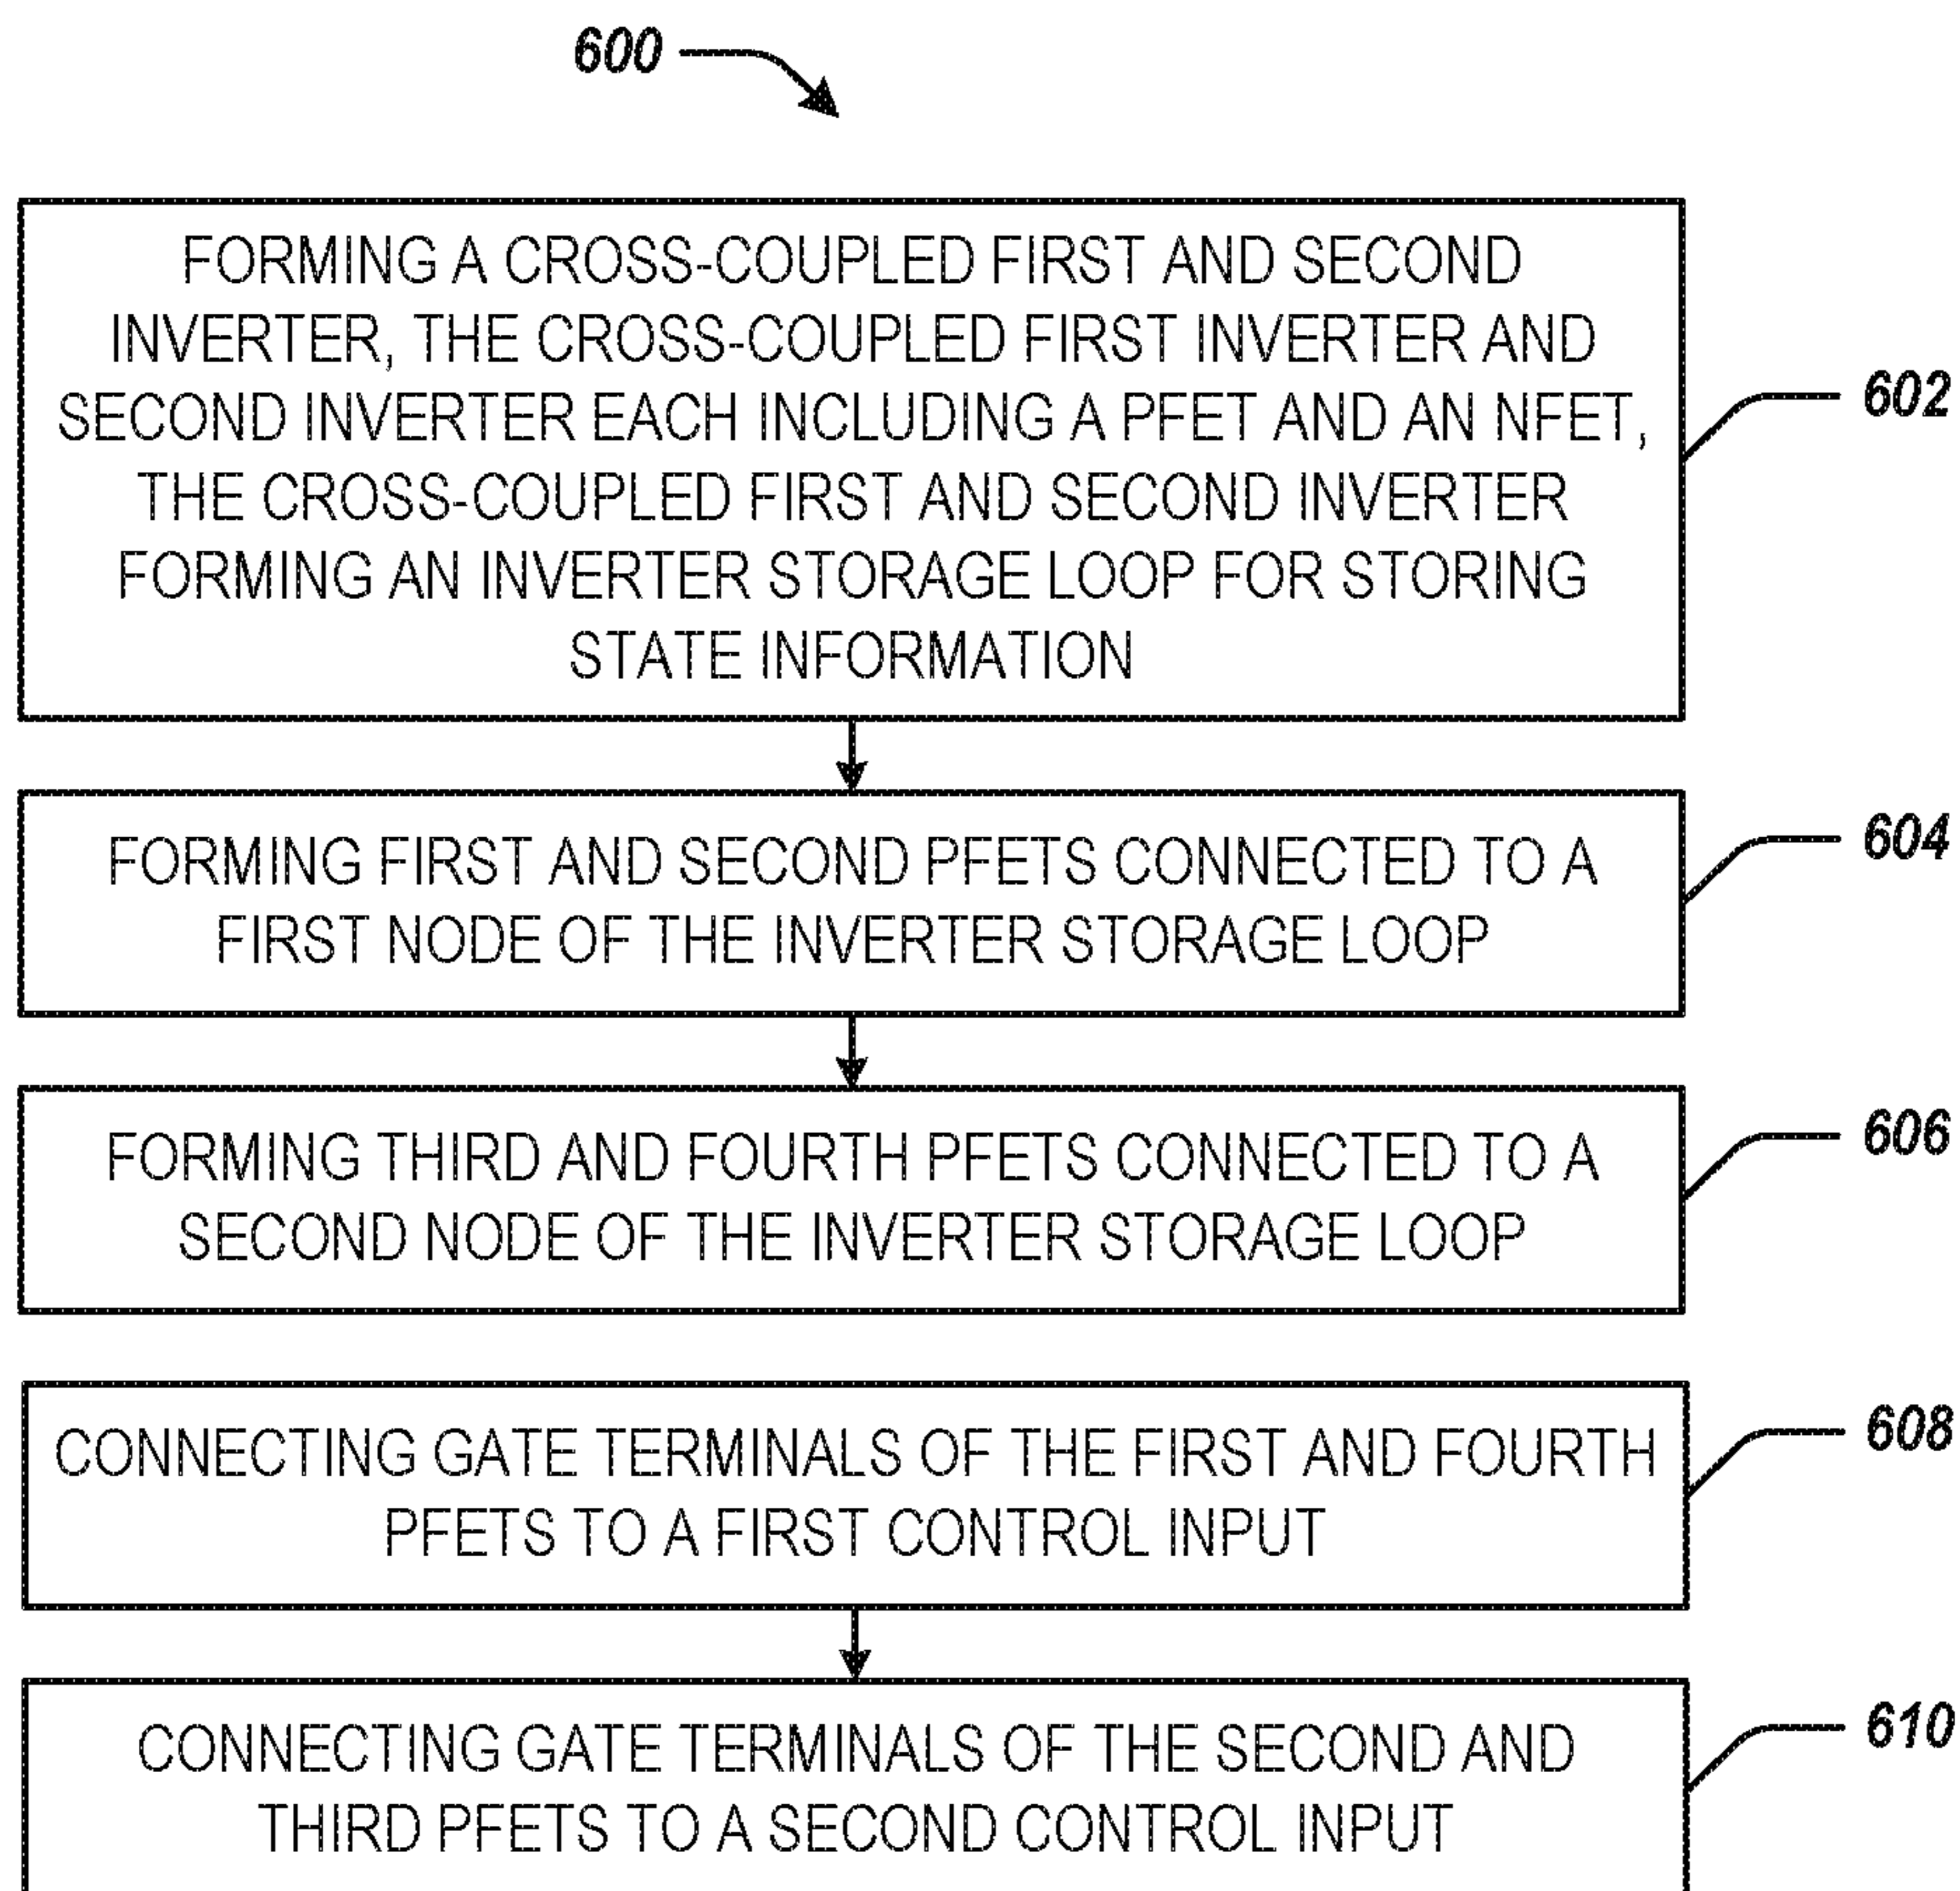 600
FORMING A CROSS-COUPLED FIRST AND SECOND
INVERTER, THE CROSS-COUPLED FIRST INVERTER AND
SECOND INVERTER EACH INCLUDING A PFET AND AN NFET,
THE CROSS-COUPLED FIRST AND SECOND INVERTER
FORMING AN INVERTER STORAGE LOOP FOR STORING
STATE INFORMATION
602
FORMING FIRST AND SECOND PFETS CONNECTED TO A
FIRST NODE OF THE INVERTER STORAGE LOOP
604
FORMING THIRD AND FOURTH PFETS CONNECTED TO A
SECOND NODE OF THE INVERTER STORAGE LOOP
606
CONNECTING GATE TERMINALS OF THE FIRST AND FOURTH
PFETS TO A FIRST CONTROL INPUT
608
CONNECTING GATE TERMINALS OF THE SECOND AND
THIRD PFETS TO A SECOND CONTROL INPUT
610